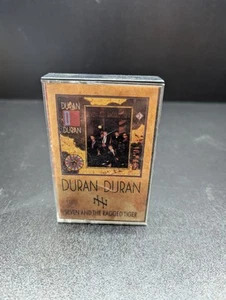 DURAN
DURAN
DURAN DURAN
SEVEN AND THE RAGGED TIGER